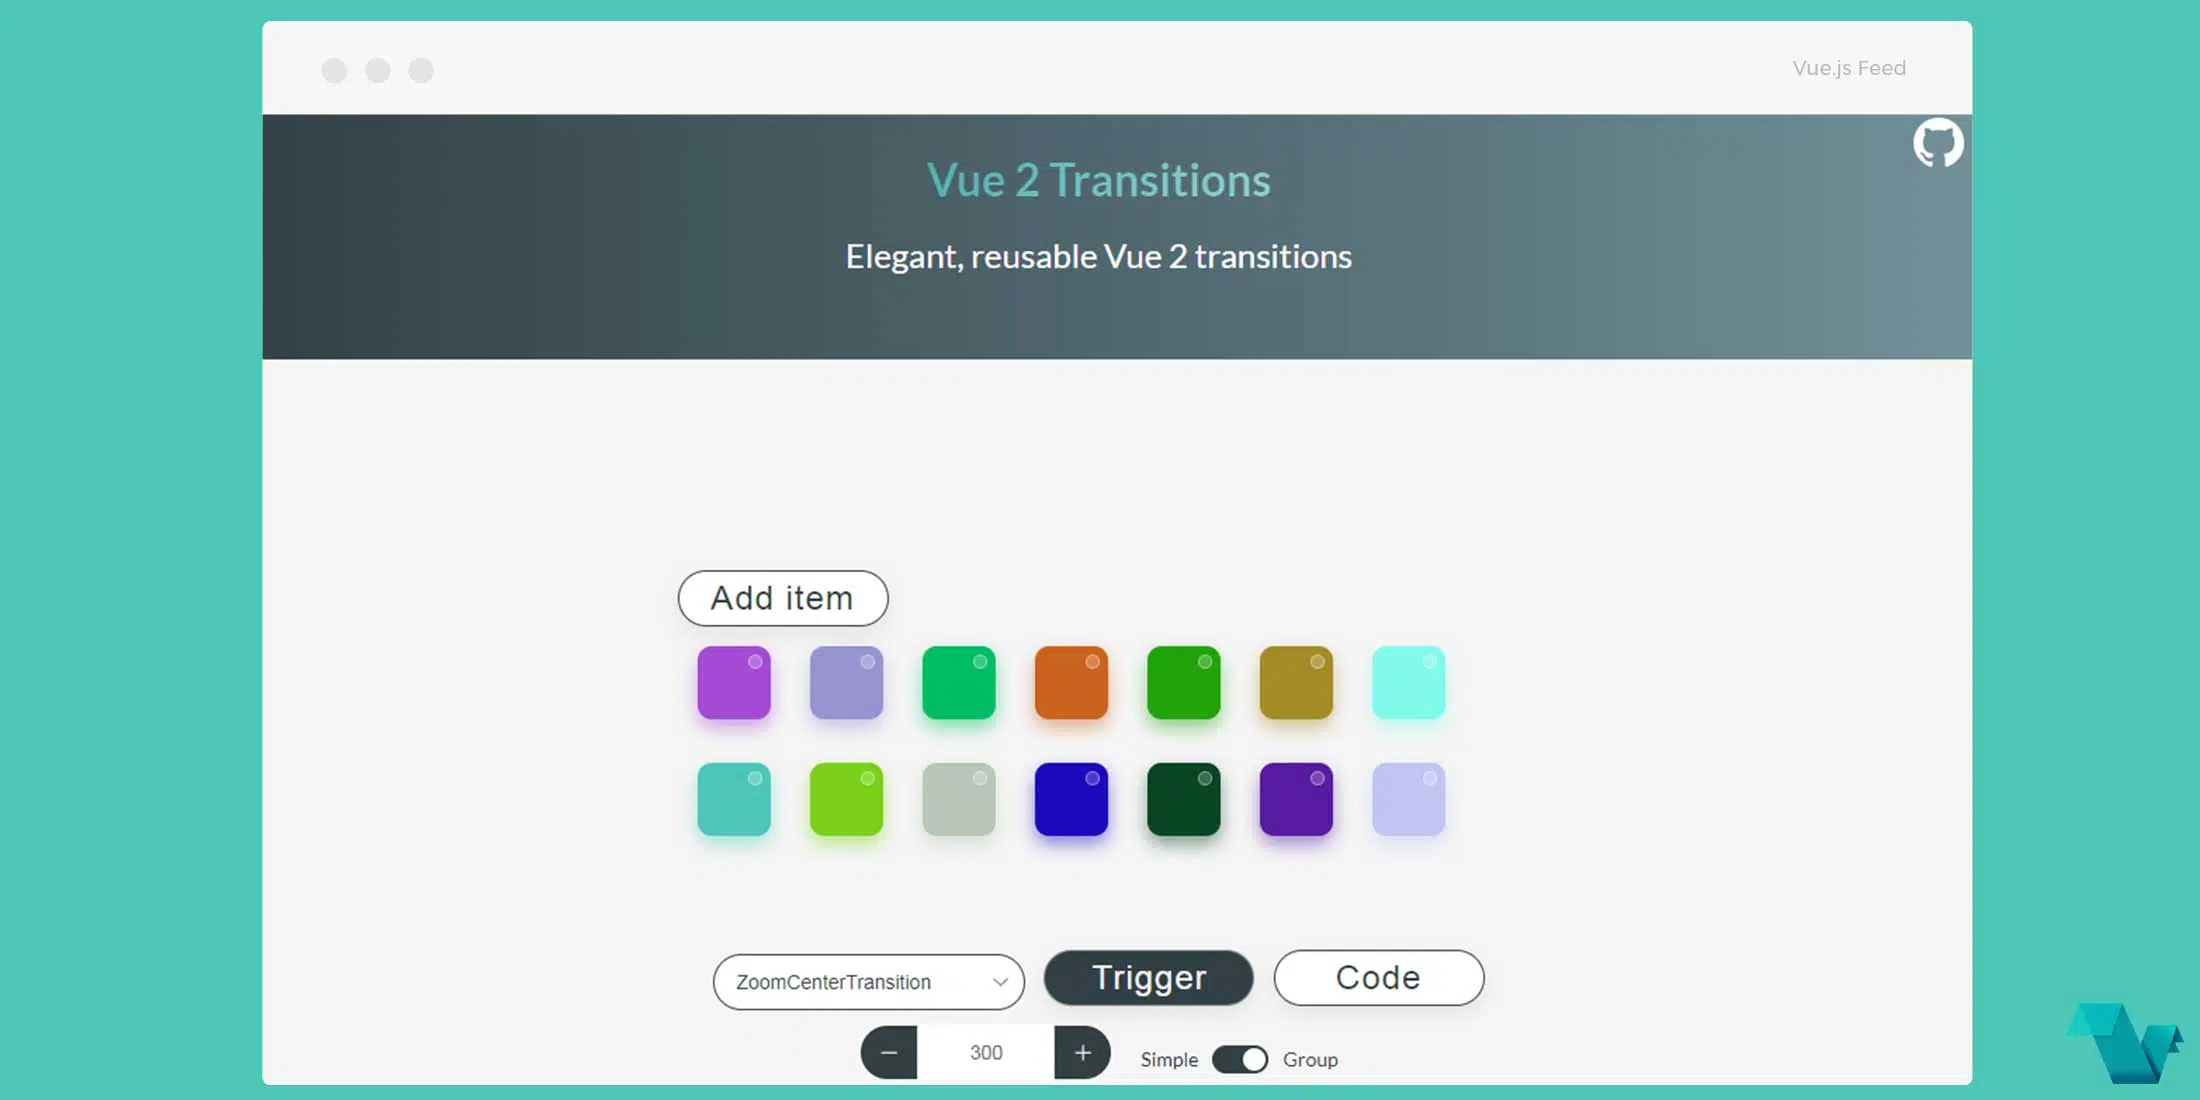 Vue.js Feed
Vue 2 Transitions
Elegant, reusable Vue 2 transitions
Add item
ZoomCenterTransition
Trigger
Code
−
300
+
Simple
Group